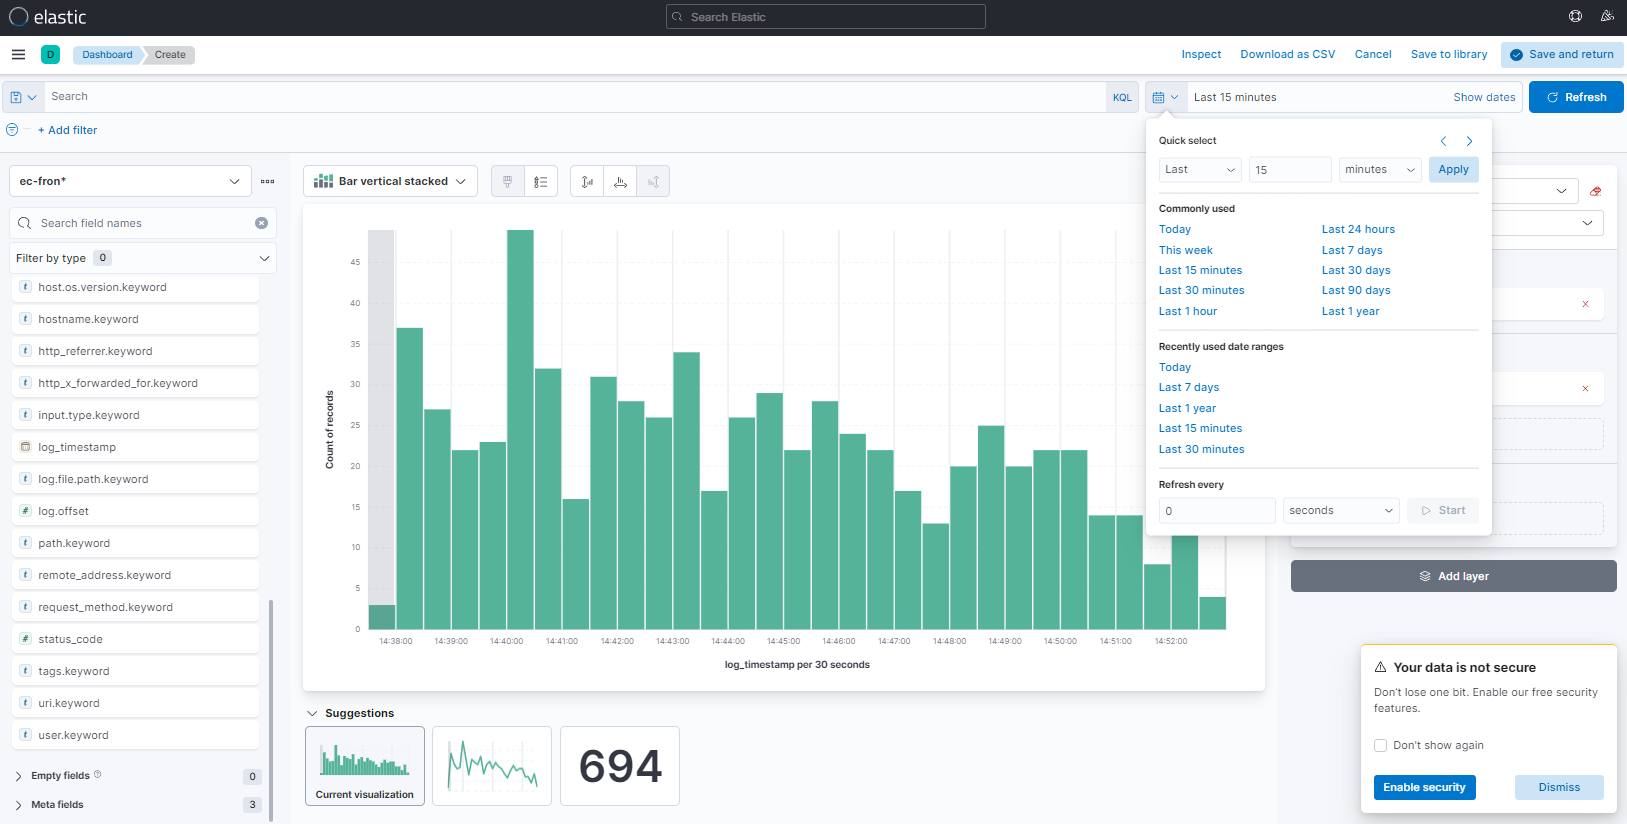 elastic
Search Elastic
D
Dashboard
Create
Inspect
Download as CSV
Cancel
Save to library
Save and return
Search
KQL
Last 15 minutes
Show dates
Refresh
+ Add filter
Quick select
Last
15
minutes
Apply
Commonly used
Today
Last 24 hours
This week
Last 7 days
Last 15 minutes
Last 30 days
Last 30 minutes
Last 90 days
Last 1 hour
Last 1 year
Recently used date ranges
Today
Last 7 days
Last 1 year
Last 15 minutes
Last 30 minutes
Refresh every
0
seconds
Start
ec-fron*
Search field names
Filter by type 0
t host.os.version.keyword
t hostname.keyword
t http_referrer.keyword
t http_x_forwarded_for.keyword
t input.type.keyword
log_timestamp
t log.file.path.keyword
# log.offset
t path.keyword
t remote_address.keyword
t request_method.keyword
# status_code
t tags.keyword
t uri.keyword
t user.keyword
Empty fields
0
Meta fields
3
Bar vertical stacked
Count of records
45
40
35
30
25
20
15
10
5
0
14:38:00
14:39:00
14:40:00
14:41:00
14:42:00
14:43:00
14:44:00
14:45:00
14:46:00
14:47:00
14:48:00
14:49:00
14:50:00
14:51:00
14:52:00
log_timestamp per 30 seconds
Suggestions
Current visualization
694
Add layer
Your data is not secure
Don't lose one bit. Enable our free security
features.
Don't show again
Enable security
Dismiss